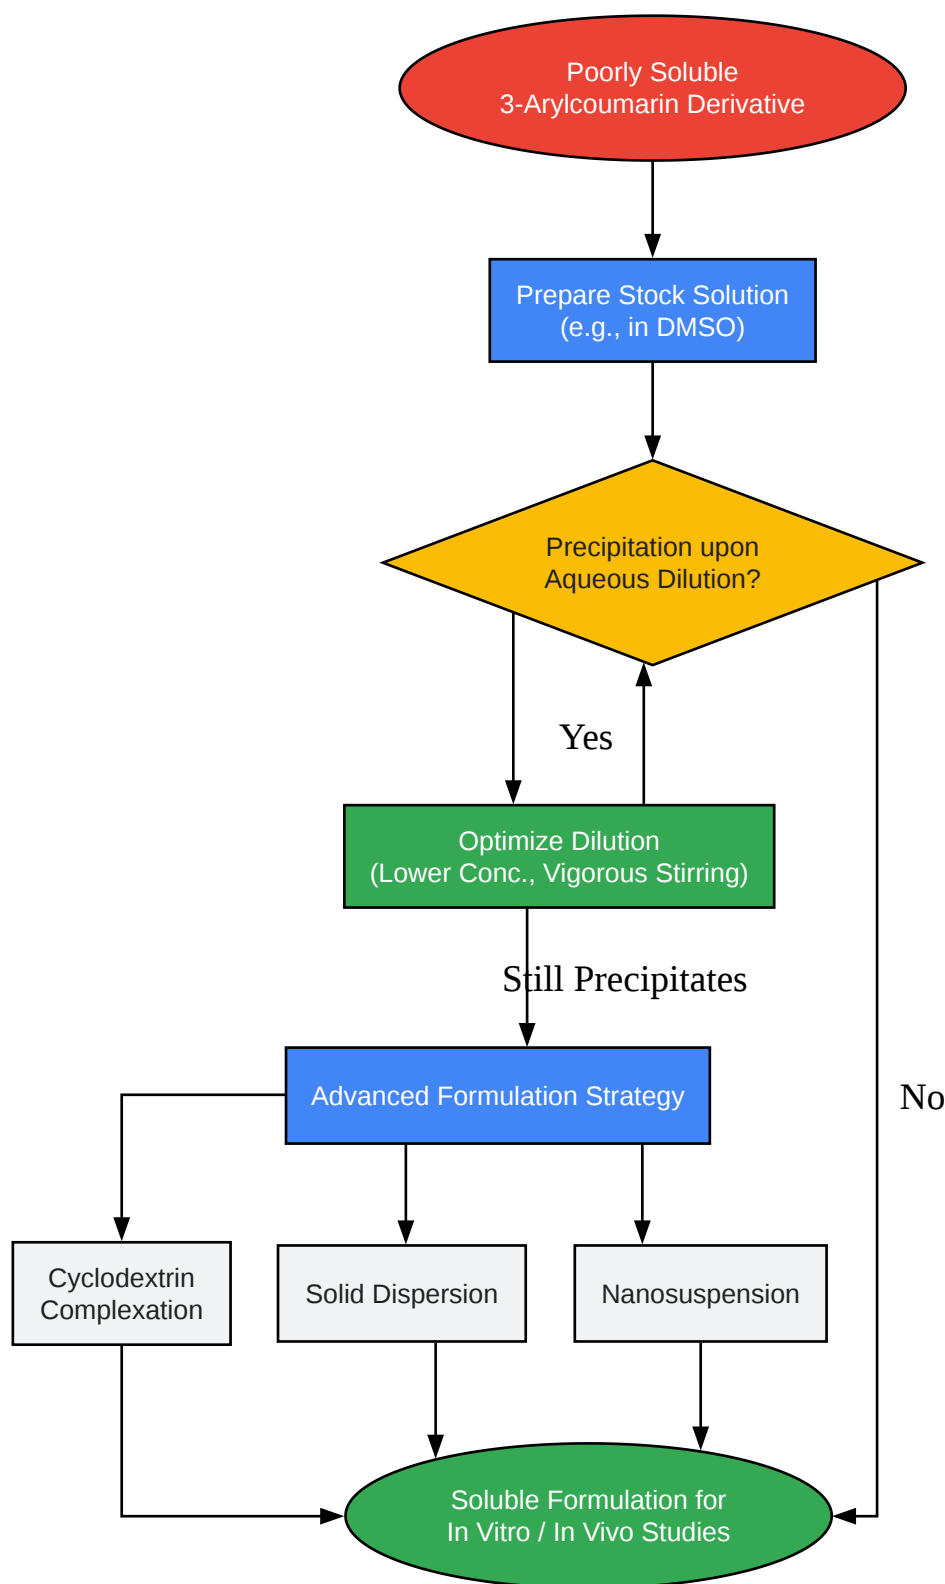 Poorly Soluble
3-Arylcoumarin Derivative
Prepare Stock Solution
(e.g., in DMSO)
Precipitation upon
Aqueous Dilution?
Yes
Optimize Dilution
(Lower Conc., Vigorous Stirring)
Still Precipitates
Advanced Formulation Strategy
No
Cyclodextrin
Complexation
Solid Dispersion
Nanosuspension
Soluble Formulation for
In Vitro / In Vivo Studies